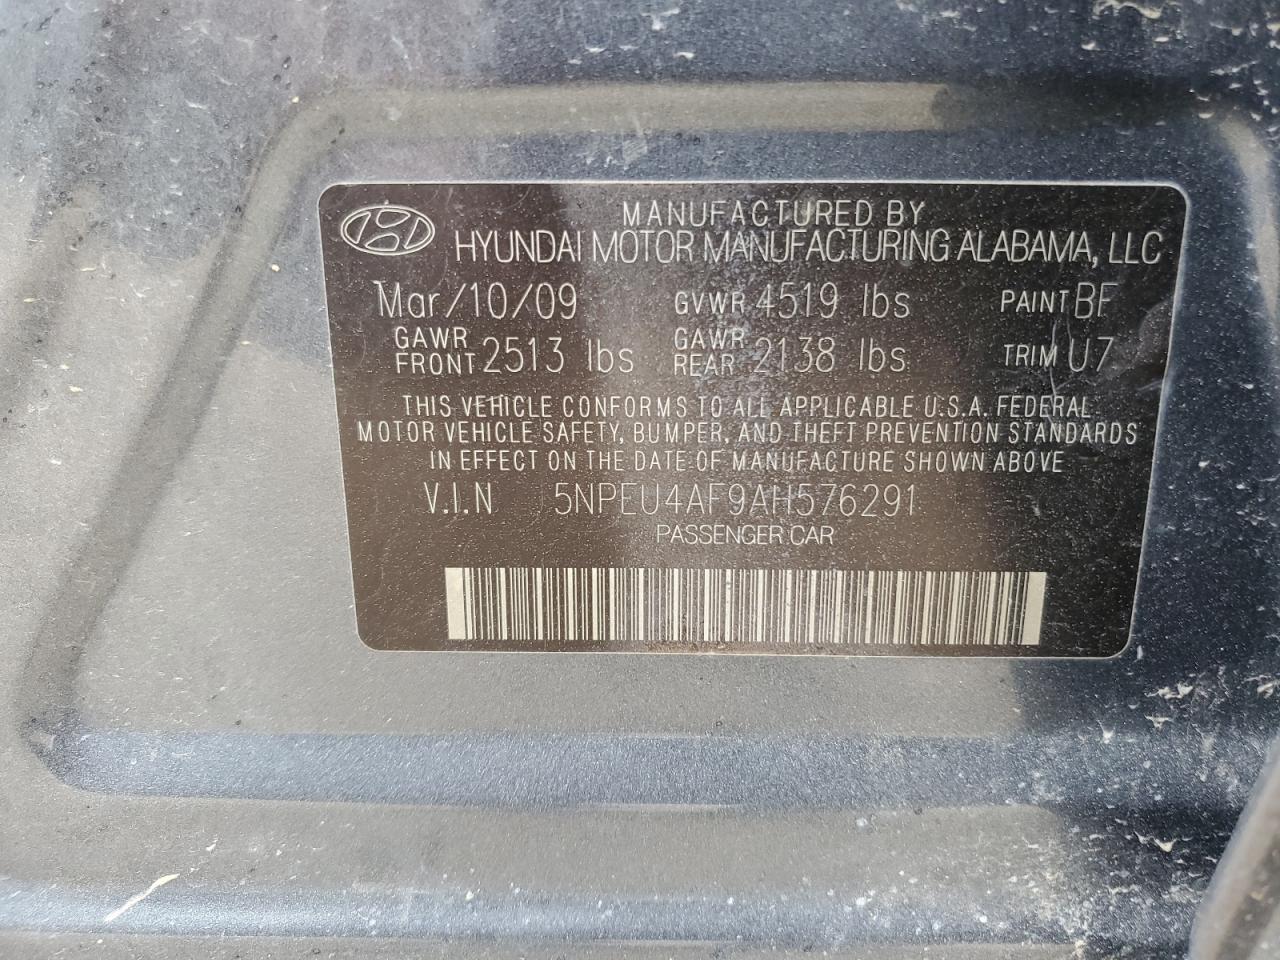 MANUFACTURED BY
HYUNDAI MOTOR MANUFACTURING ALABAMA, LLC
Mar/10/09 GVWR 4519 lbs PAINT BF
GAWR FRONT 2513 lbs GAWR REAR 2138 lbs TRIM U7
THIS VEHICLE CONFORMS TO ALL APPLICABLE U.S.A. FEDERAL
MOTOR VEHICLE SAFETY, BUMPER, AND THEFT PREVENTION STANDARDS
IN EFFECT ON THE DATE OF MANUFACTURE SHOWN ABOVE
V.I.N 5NPEU4AF9AH576291
PASSENGER CAR